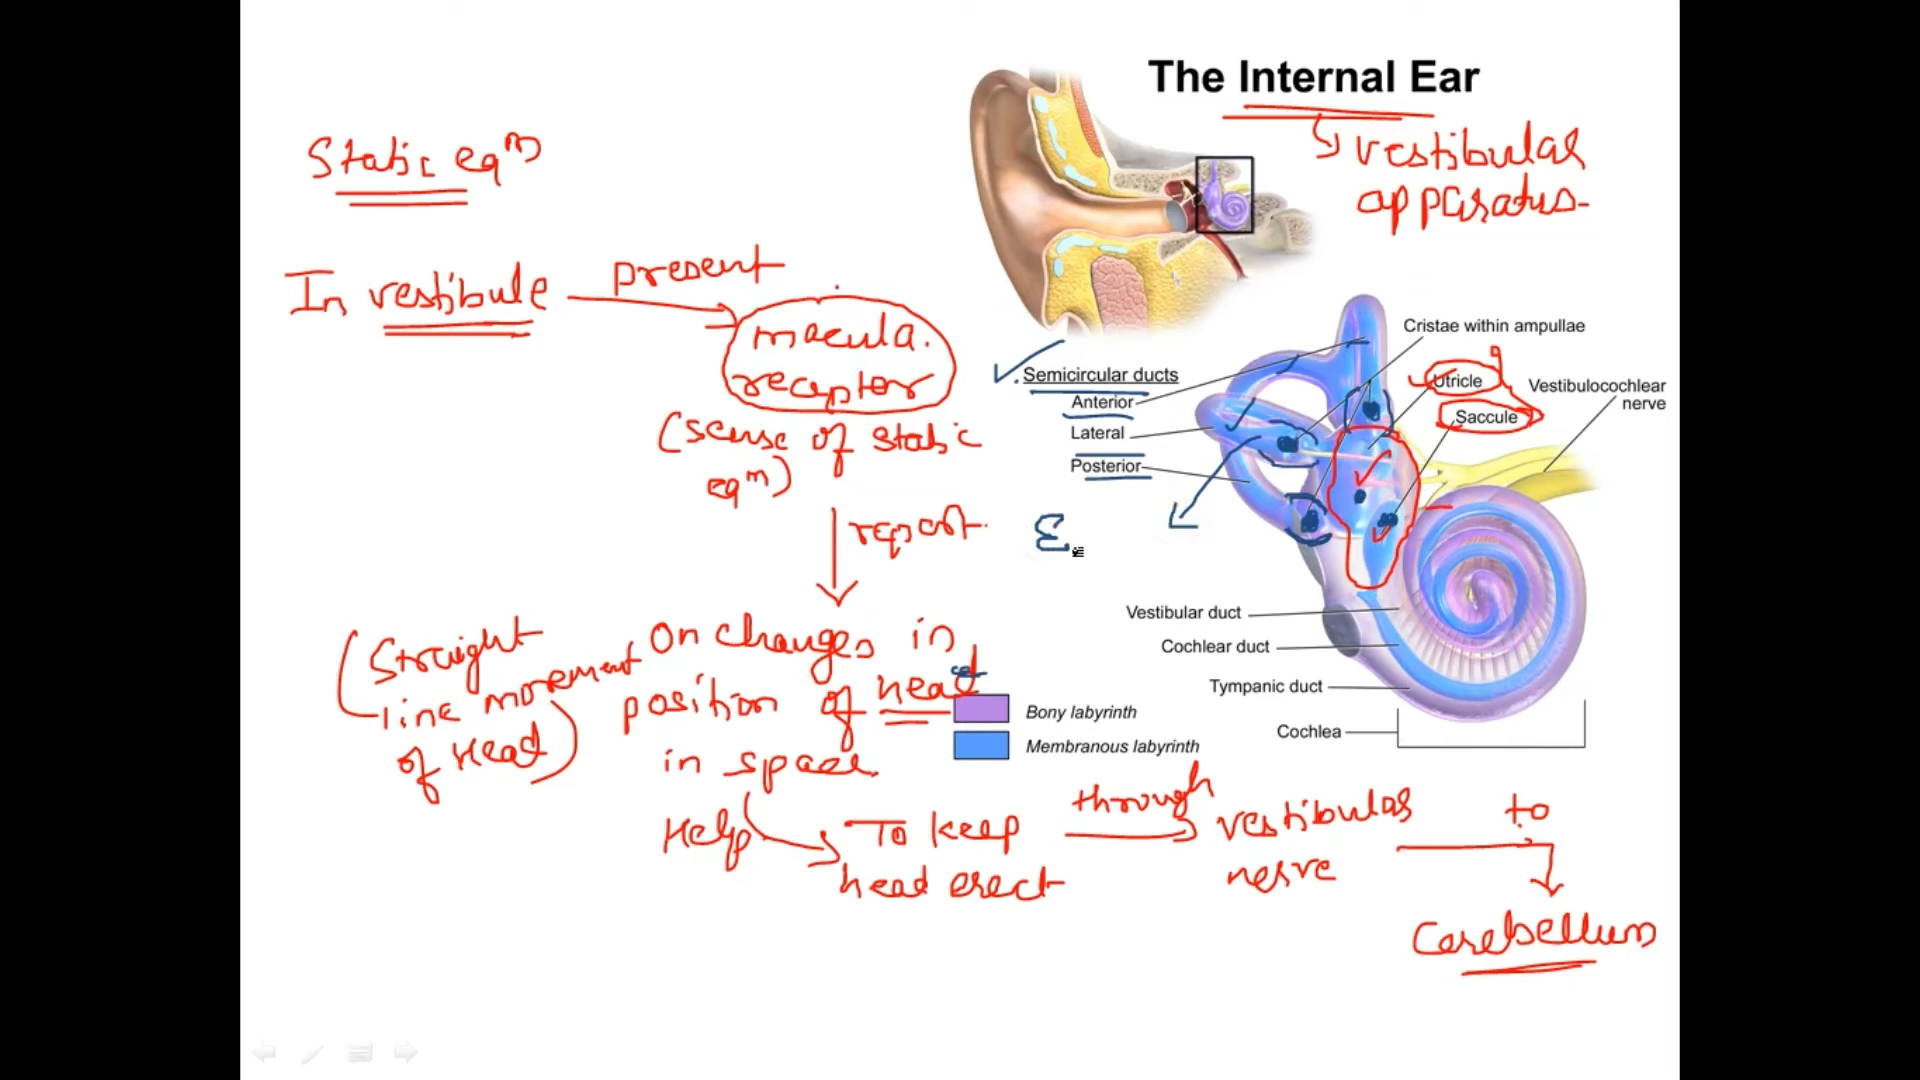 The Internal Ear
vestibular
apparatus-
Static eqm
In vestibule present
macula.
receptor
(sense of static
eqm)
report.
On changes in
position of head
in space
(Straight
line movement
of Head)
Help
To keep
head erect
through
vestibular
nerve
to
Cerebellum
Cristae within ampullae
Utricle
Vestibulocochlear
nerve
Saccule
Semicircular ducts
Anterior
Lateral
Posterior
Vestibular duct
Cochlear duct
Tympanic duct
Cochlea
Bony labyrinth
Membranous labyrinth